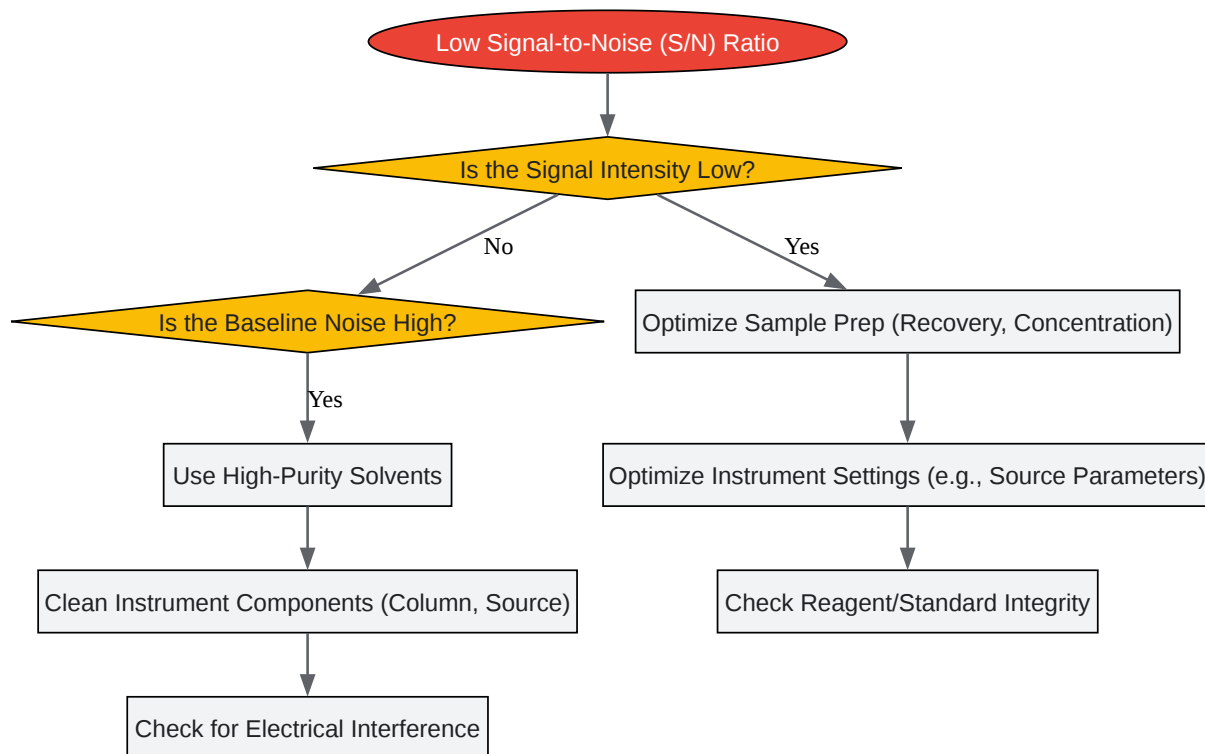 Low Signal-to-Noise (S/N) Ratio
Is the Signal Intensity Low?
No
Yes
Is the Baseline Noise High?
Optimize Sample Prep (Recovery, Concentration)
Yes
Use High-Purity Solvents
Optimize Instrument Settings (e.g., Source Parameters)
Clean Instrument Components (Column, Source)
Check Reagent/Standard Integrity
Check for Electrical Interference